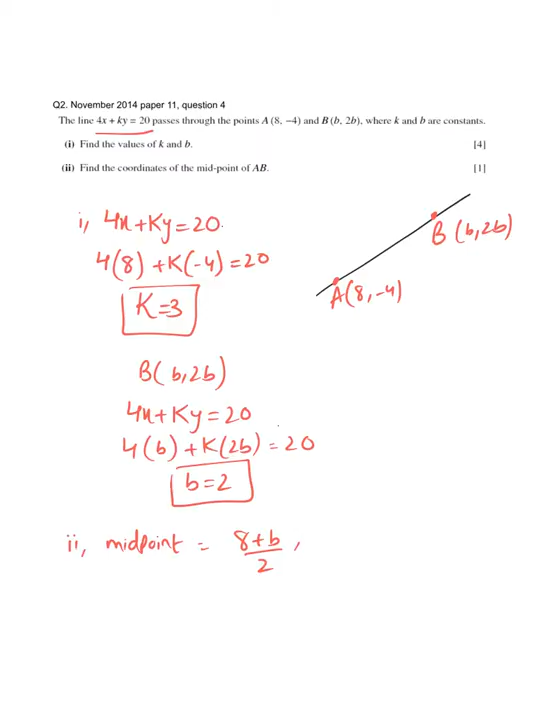 Q2. November 2014 paper 11, question 4
The line 4x + ky = 20 passes through the points A (8, −4) and B (b, 2b), where k and b are constants.
(i) Find the values of k and b. [4]
(ii) Find the coordinates of the mid-point of AB. [1]
i, 4x+Ky=20.
B (b, 2b)
4(8) +K(-4) =20
A(8,-4)
K=3
B( b, 2b)
4x+Ky=20
4(b) +K(2b) =20
b=2
ii, midpoint = 8+b/2 ,